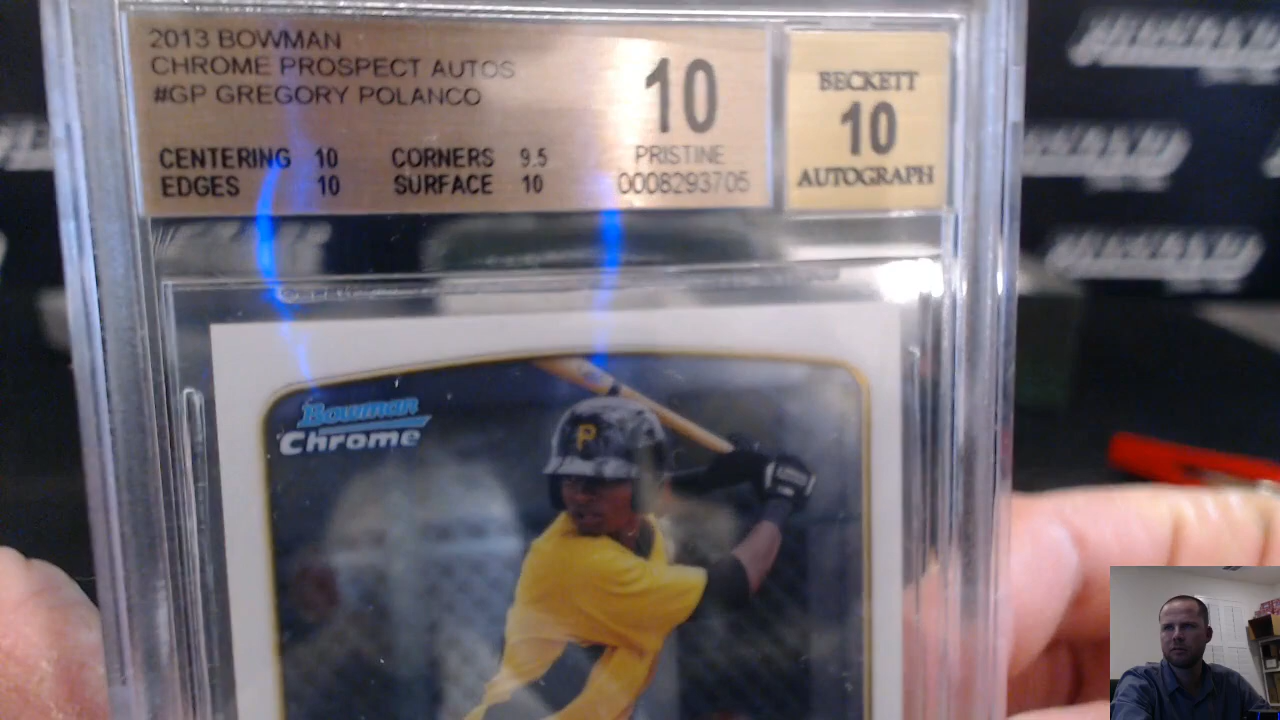 2013 BOWMAN
CHROME PROSPECT AUTOS
#GP GREGORY POLANCO
CENTERING 10 CORNERS 9.5
EDGES 10 SURFACE 10
10
PRISTINE
0008293705
BECKETT
10
AUTOGRAPH
Bowman
Chrome
P